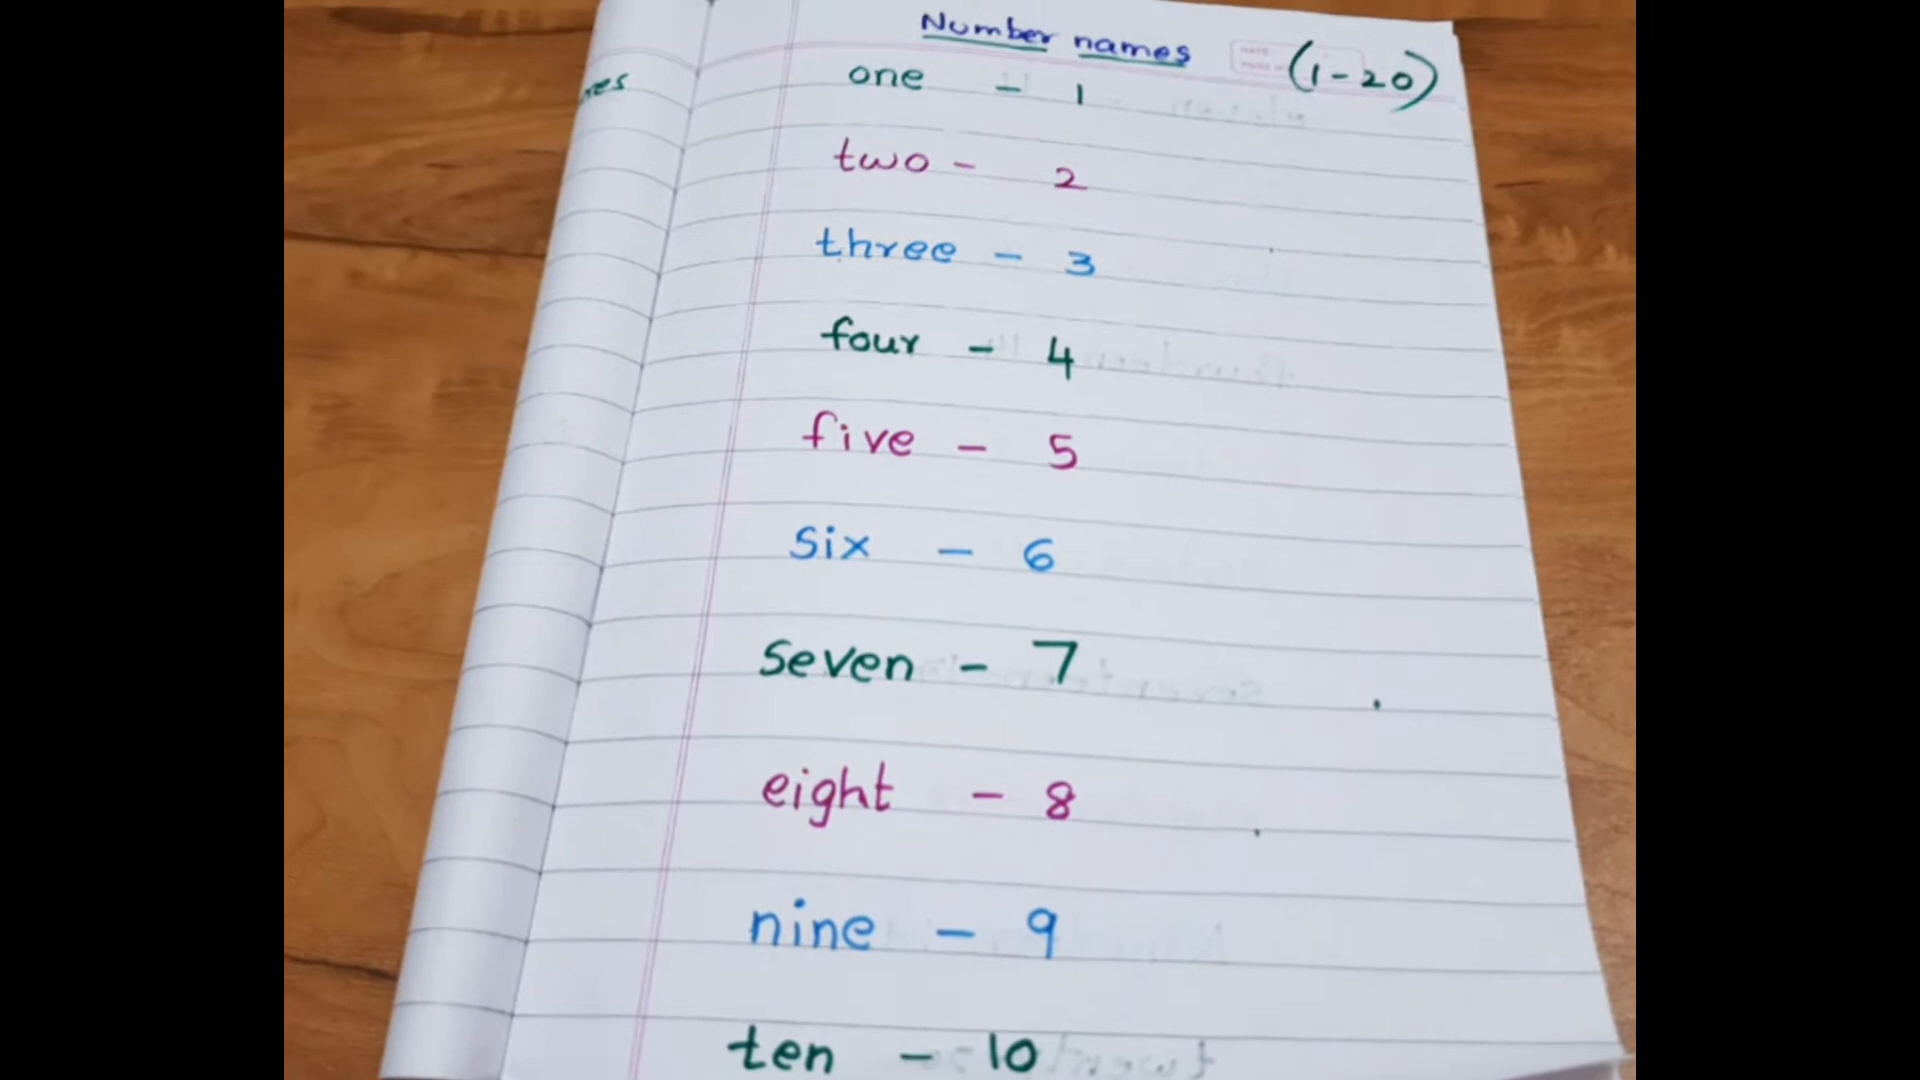 Number names (1-20)
one - 1
two - 2
three - 3
four - 4
five - 5
six - 6
seven - 7
eight - 8
nine - 9
ten - 10